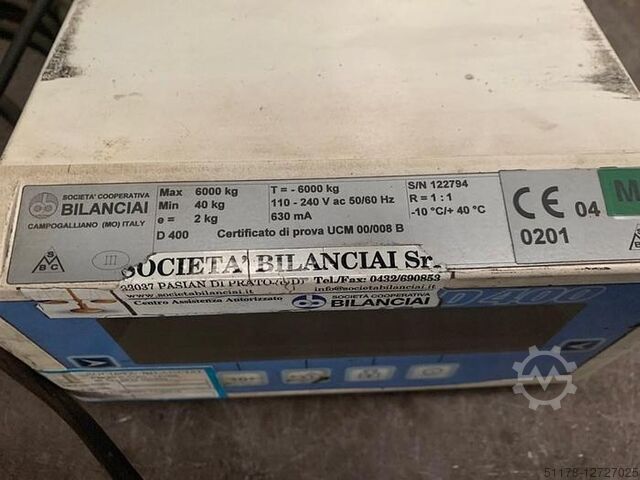 SOCIETA' COOPERATIVA
BILANCIAI
CAMPOGALLIANO (MO) ITALY
Max 6000 kg
Min 40 kg
e = 2 kg
D 400
T = - 6000 kg
110 - 240 V ac 50/60 Hz
630 mA
Certificato di prova UCM 00/008 B
S/N 122794
R = 1 : 1
-10 °C/+ 40 °C
CE 04
0201
M
S
B C
III
SOCIETA' BILANCIAI Srl
33037 PASIAN DI PRATO (UD) Tel./Fax: 0432/690853
www.societabilanciai.it info@societabilanciai.it
Centro Assistenza Autorizzato
SOCIETÀ COOPERATIVA
BILANCIAI
D400
51178-12727025